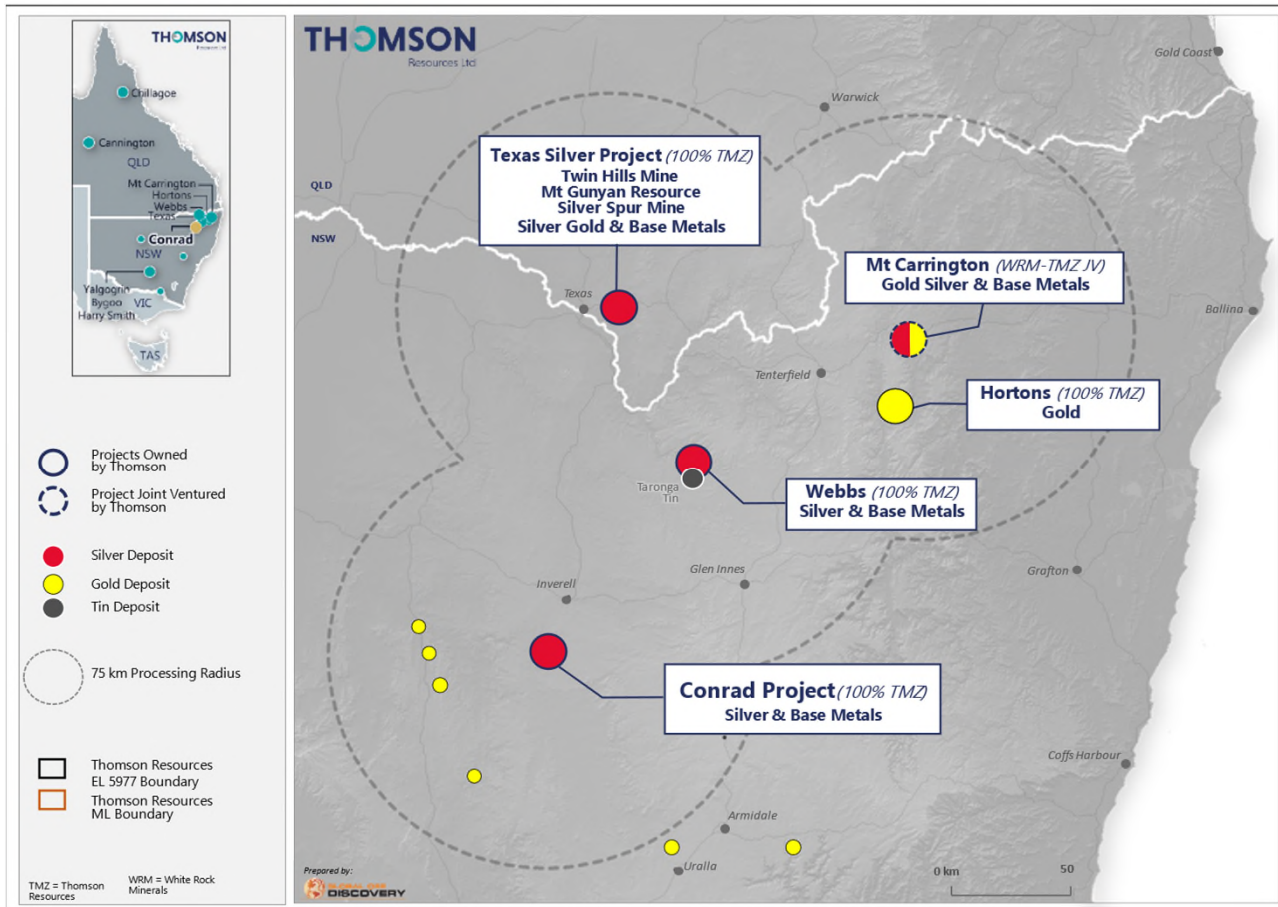 THOMSON
Resources Ltd
Chillagoe
Cannington
QLD
Mt Carrington
Hortons
Webbs
Texas
Conrad
NSW
Yalgogrin
Bygoo
Harry Smith
VIC
TAS
Projects Owned
by Thomson
Project Joint Ventured
by Thomson
Silver Deposit
Gold Deposit
Tin Deposit
75 km Processing Radius
Thomson Resources
EL 5977 Boundary
Thomson Resources
ML Boundary
TMZ = Thomson
Resources
WRM = White Rock
Minerals
THOMSON
Resources Ltd
Gold Coast
Warwick
Texas Silver Project (100% TMZ)
Twin Hills Mine
Mt Gunyan Resource
Silver Spur Mine
Silver Gold & Base Metals
QLD
NSW
Mt Carrington (WRM-TMZ JV)
Gold Silver & Base Metals
Texas
Ballina
Tenterfield
Hortons (100% TMZ)
Gold
Taronga
Tin
Webbs (100% TMZ)
Silver & Base Metals
Glen Innes
Grafton
Inverell
Conrad Project (100% TMZ)
Silver & Base Metals
Coffs Harbour
Armidale
Uralla
0 km 50
Prepared by:
GLOBAL ORE
DISCOVERY